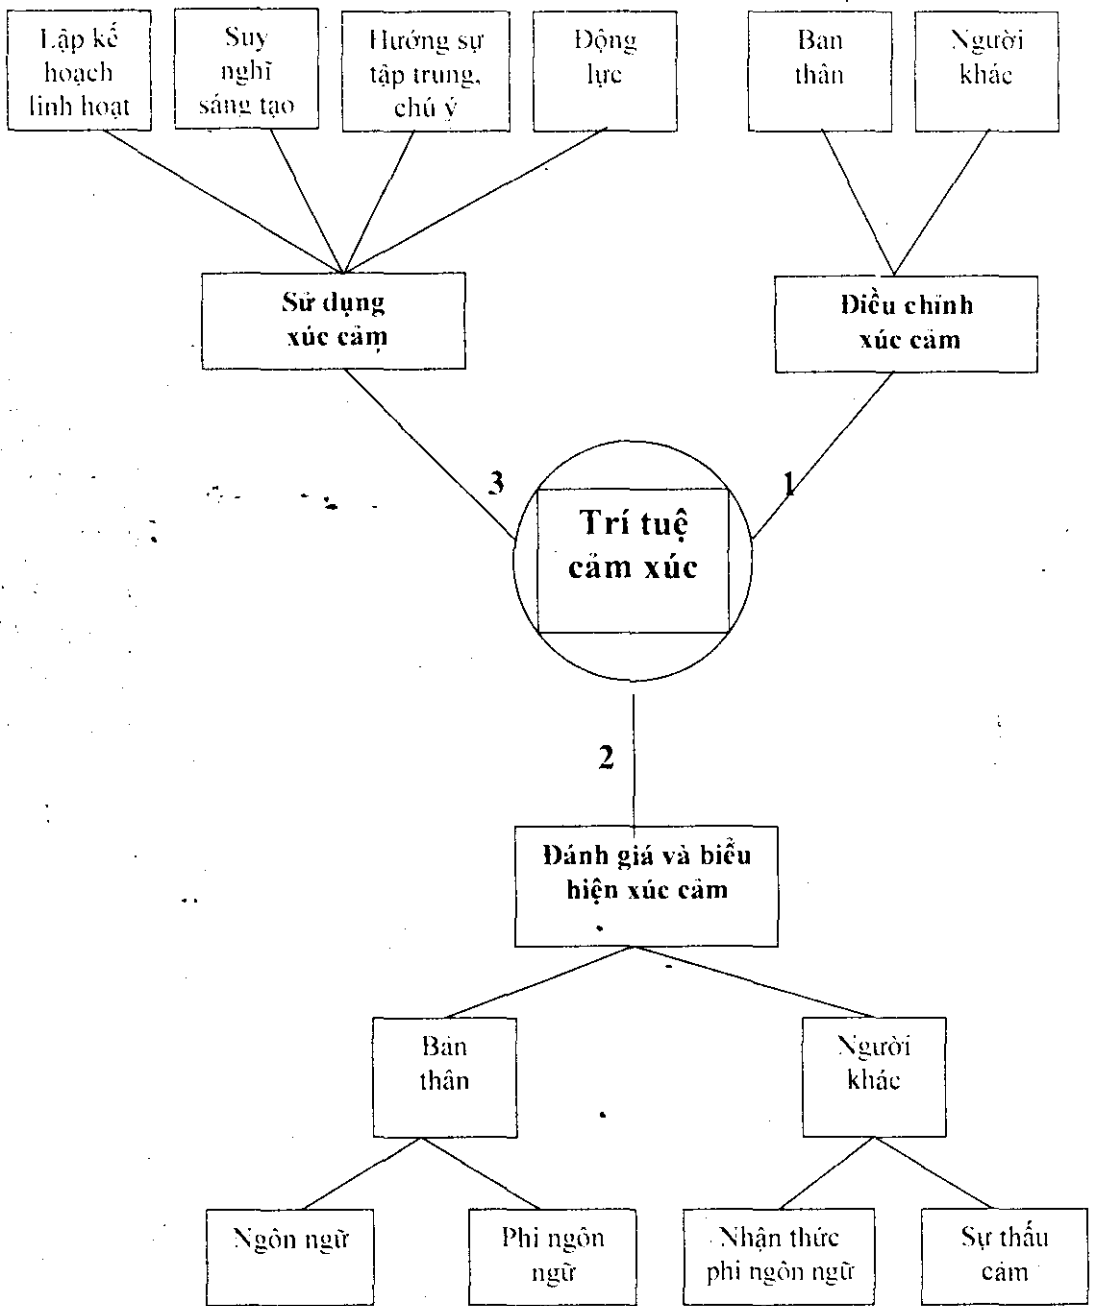 Lập kế
hoạch
linh hoạt
Suy
nghĩ
sáng tạo
Hướng sự
tập trung,
chú ý
Động
lực
Bản
thân
Người
khác
Sử dụng
xúc cảm
Điều chỉnh
xúc cảm
3
1
Trí tuệ
cảm xúc
2
Đánh giá và biểu
hiện xúc cảm
Bản
thân
Người
khác
Ngôn ngữ
Phi ngôn
ngữ
Nhận thức
phi ngôn ngữ
Sự thấu
cảm